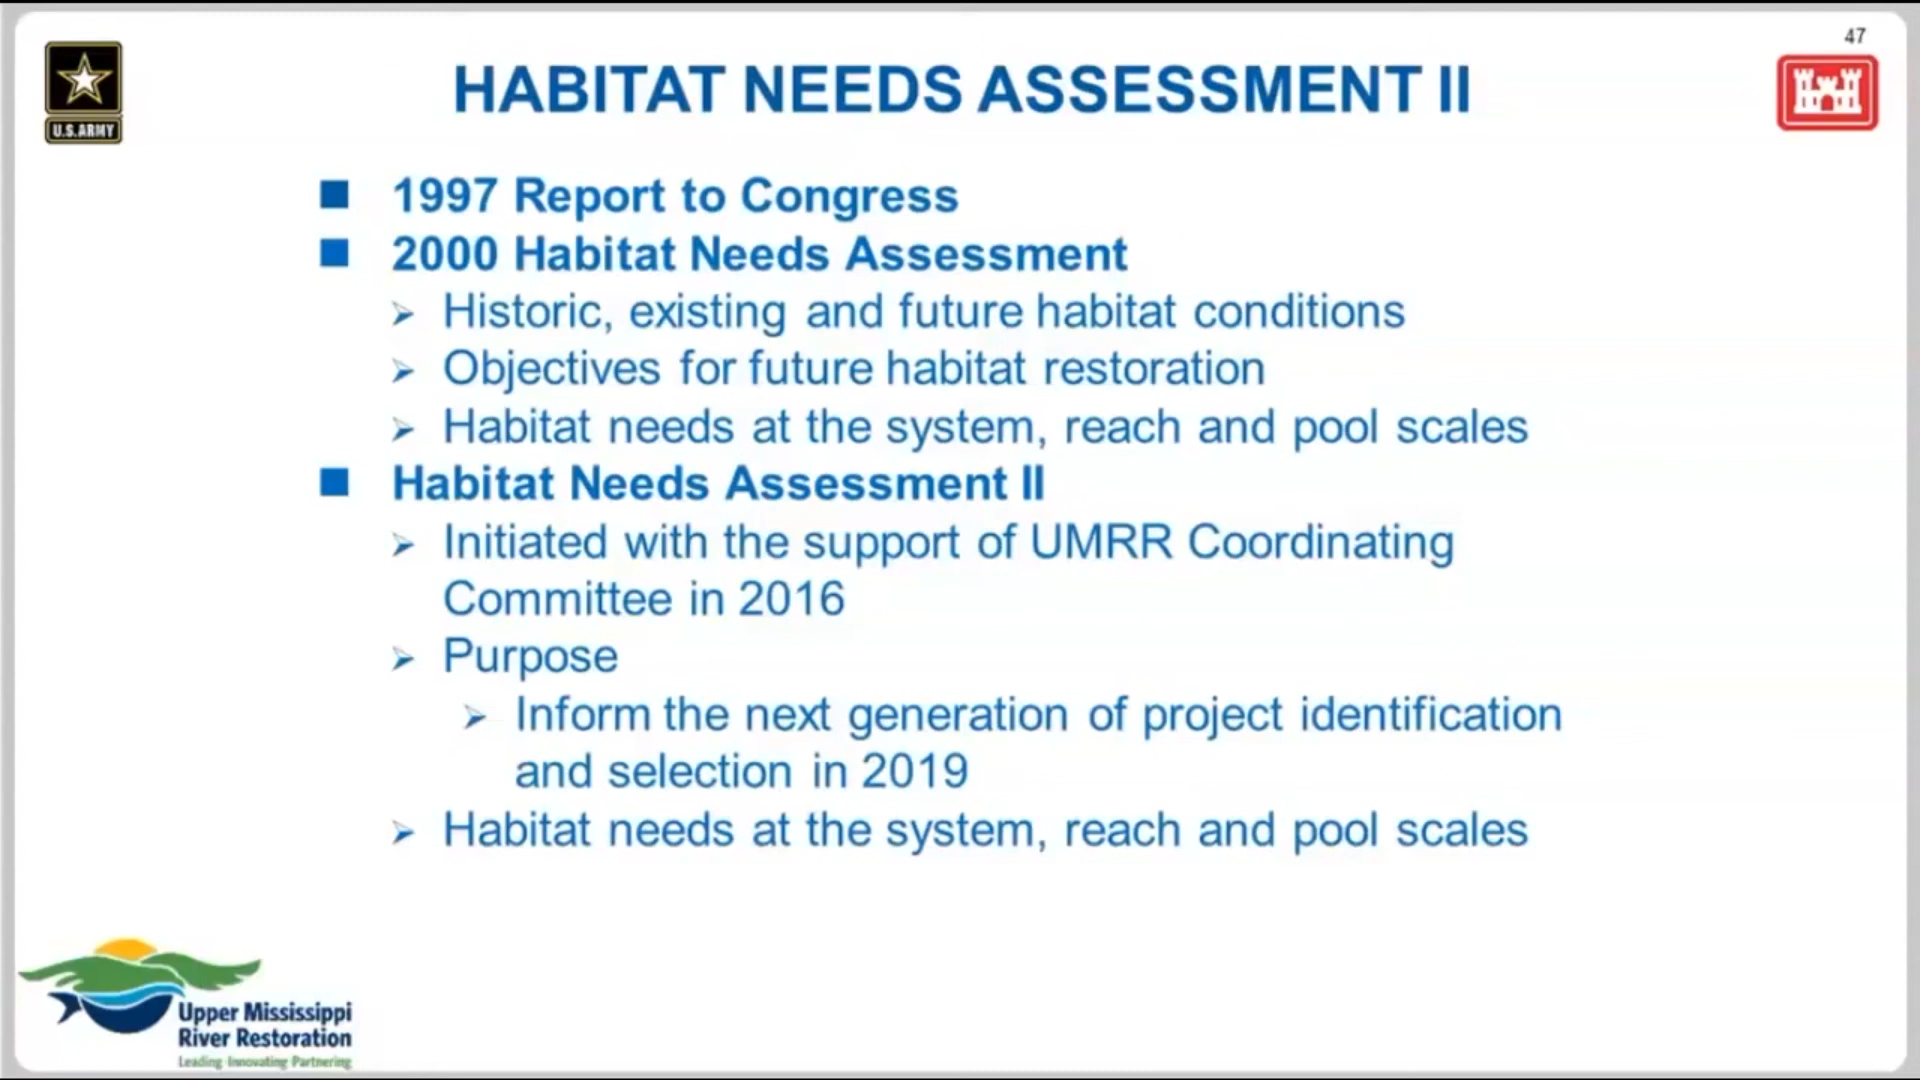 47
U.S.ARMY
HABITAT NEEDS ASSESSMENT II
1997 Report to Congress
2000 Habitat Needs Assessment
Historic, existing and future habitat conditions
Objectives for future habitat restoration
Habitat needs at the system, reach and pool scales
Habitat Needs Assessment II
Initiated with the support of UMRR Coordinating
Committee in 2016
Purpose
Inform the next generation of project identification
and selection in 2019
Habitat needs at the system, reach and pool scales
Upper Mississippi
River Restoration
Leading Innovating Partnering